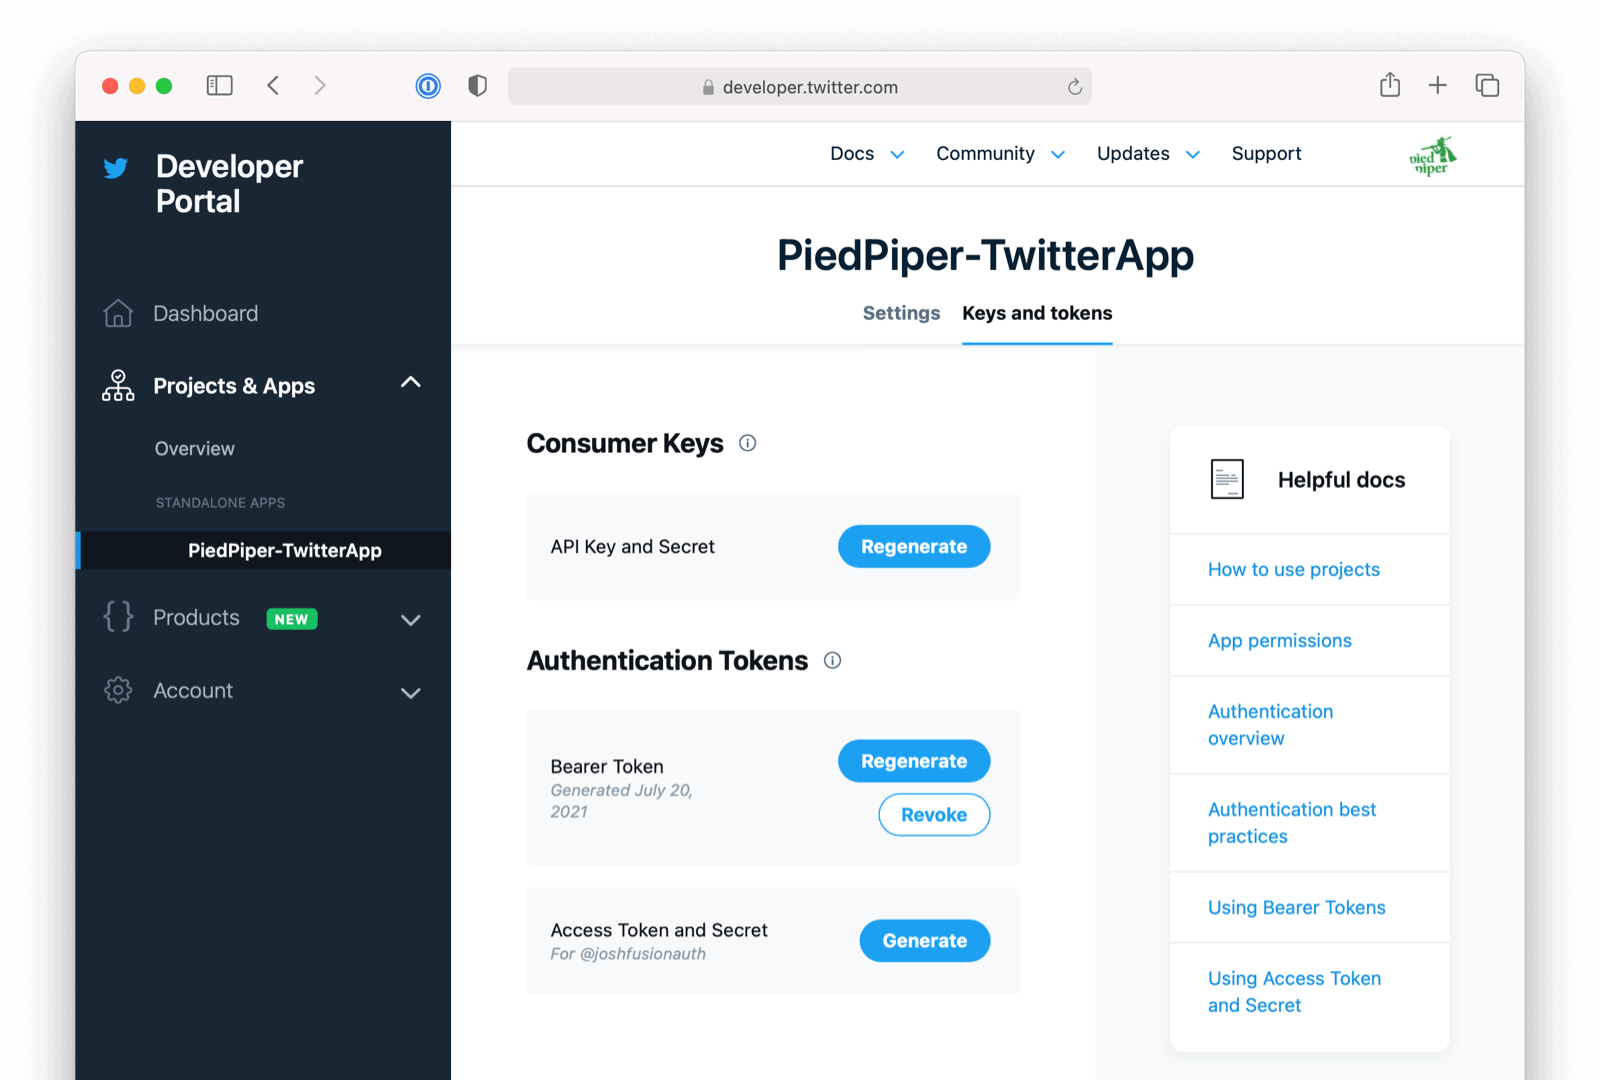 developer.twitter.com
Developer
Portal
Docs
Community
Updates
Support
pied
piper
Dashboard
Projects & Apps
Overview
STANDALONE APPS
PiedPiper-TwitterApp
Products
NEW
Account
PiedPiper-TwitterApp
Settings
Keys and tokens
Consumer Keys
API Key and Secret
Regenerate
Authentication Tokens
Bearer Token
Generated July 20,
2021
Regenerate
Revoke
Access Token and Secret
For @joshfusionauth
Generate
Helpful docs
How to use projects
App permissions
Authentication
overview
Authentication best
practices
Using Bearer Tokens
Using Access Token
and Secret